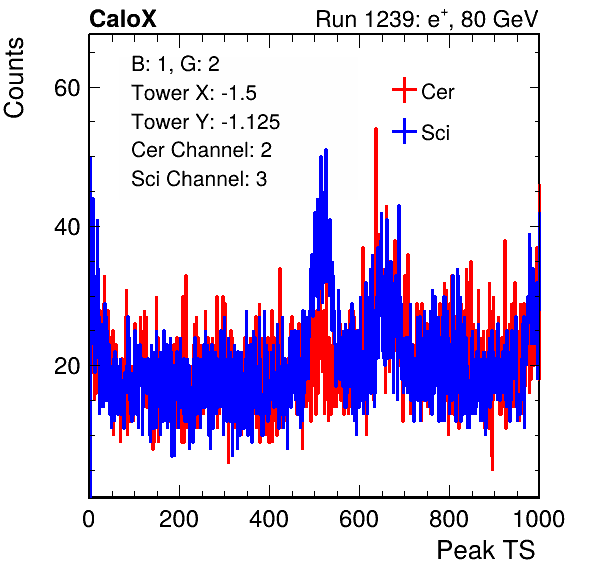 CaloX Run 1239: e⁺, 80 GeV
Counts
B: 1, G: 2
Tower X: -1.5
Tower Y: -1.125
Cer Channel: 2
Sci Channel: 3
Cer
Sci
60
40
20
0 200 400 600 800 1000
Peak TS